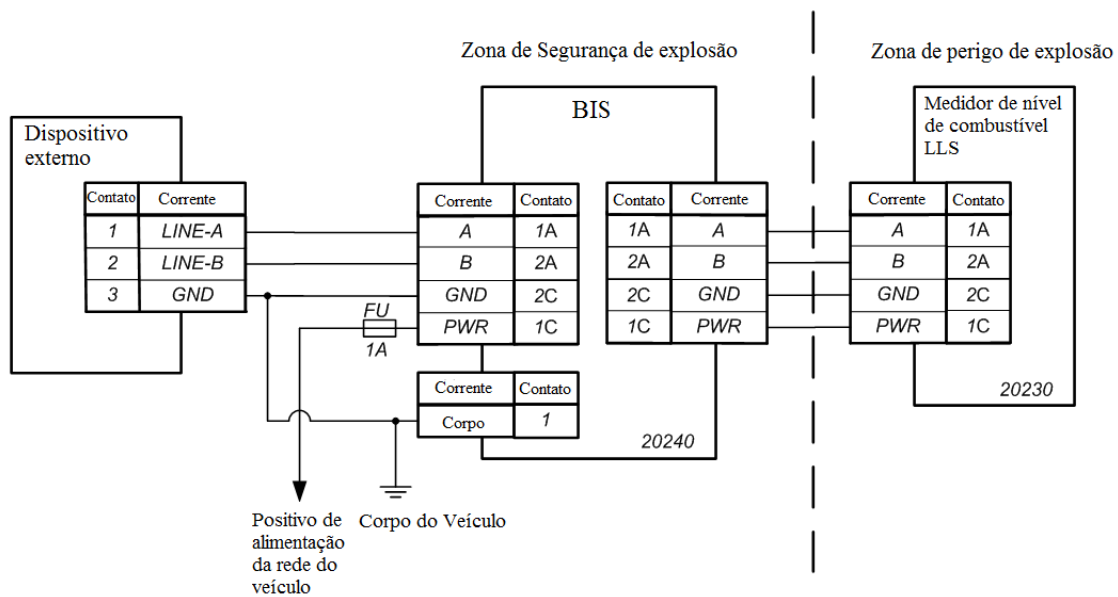 Zona de Segurança de explosão
Zona de perigo de explosão
Dispositivo
externo
Contato Corrente
1 LINE-A
2 LINE-B
3 GND
BIS
Corrente Contato
A 1A
B 2A
GND 2C
PWR 1C
FU
1A
Corrente Contato
Corpo 1
20240
Contato Corrente
1A A
2A B
2C GND
1C PWR
Medidor de nível
de combustível
LLS
Corrente Contato
A 1A
B 2A
GND 2C
PWR 1C
20230
Positivo de
alimentação
da rede do
veículo
Corpo do Veículo